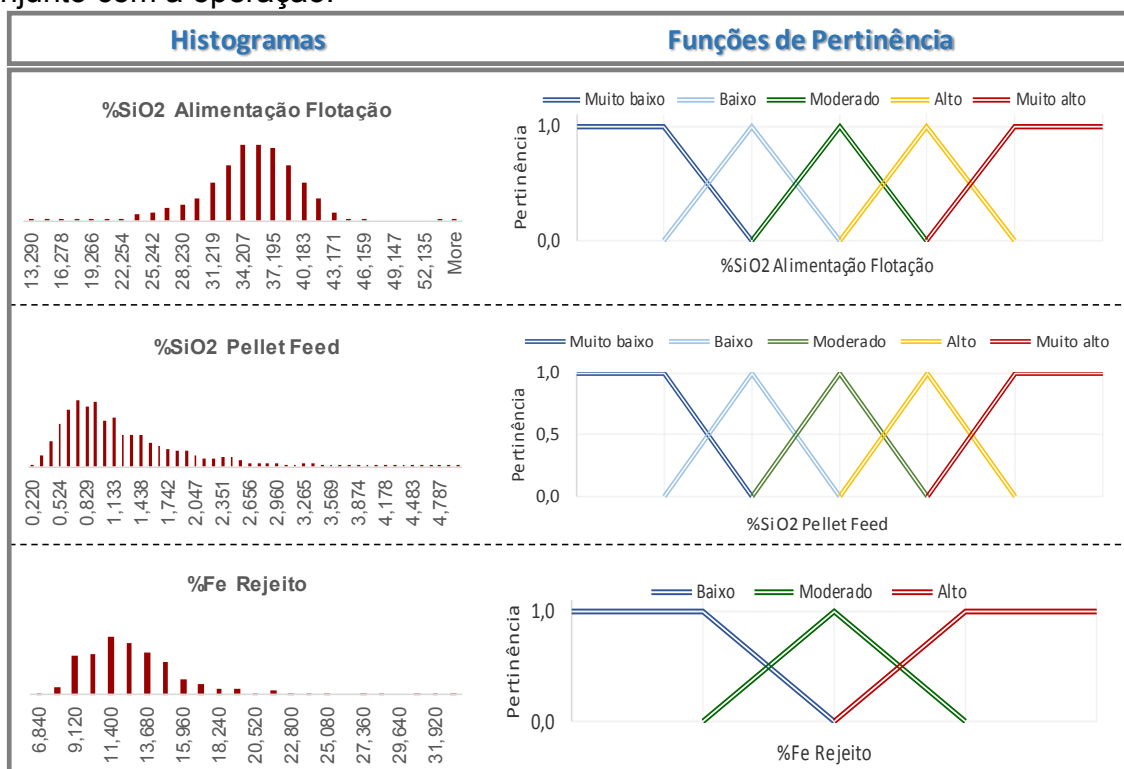 njunto com a operação.
Histogramas
Funções de Pertinência
%SiO2 Alimentação Flotação
13,290 16,278 19,266 22,254 25,242 28,230 31,219 34,207 37,195 40,183 43,171 46,159 49,147 52,135 More
Muito baixo Baixo Moderado Alto Muito alto
Pertinência
1,0
0,0
%SiO2 Alimentação Flotação
%SiO2 Pellet Feed
0,220 0,524 0,829 1,133 1,438 1,742 2,047 2,351 2,656 2,960 3,265 3,569 3,874 4,178 4,483 4,787
Muito baixo Baixo Moderado Alto Muito alto
Pertinência
1,0
0,5
0,0
%SiO2 Pellet Feed
%Fe Rejeito
6,840 9,120 11,400 13,680 15,960 18,240 20,520 22,800 25,080 27,360 29,640 31,920
Baixo Moderado Alto
Pertinência
1,0
0,0
%Fe Rejeito